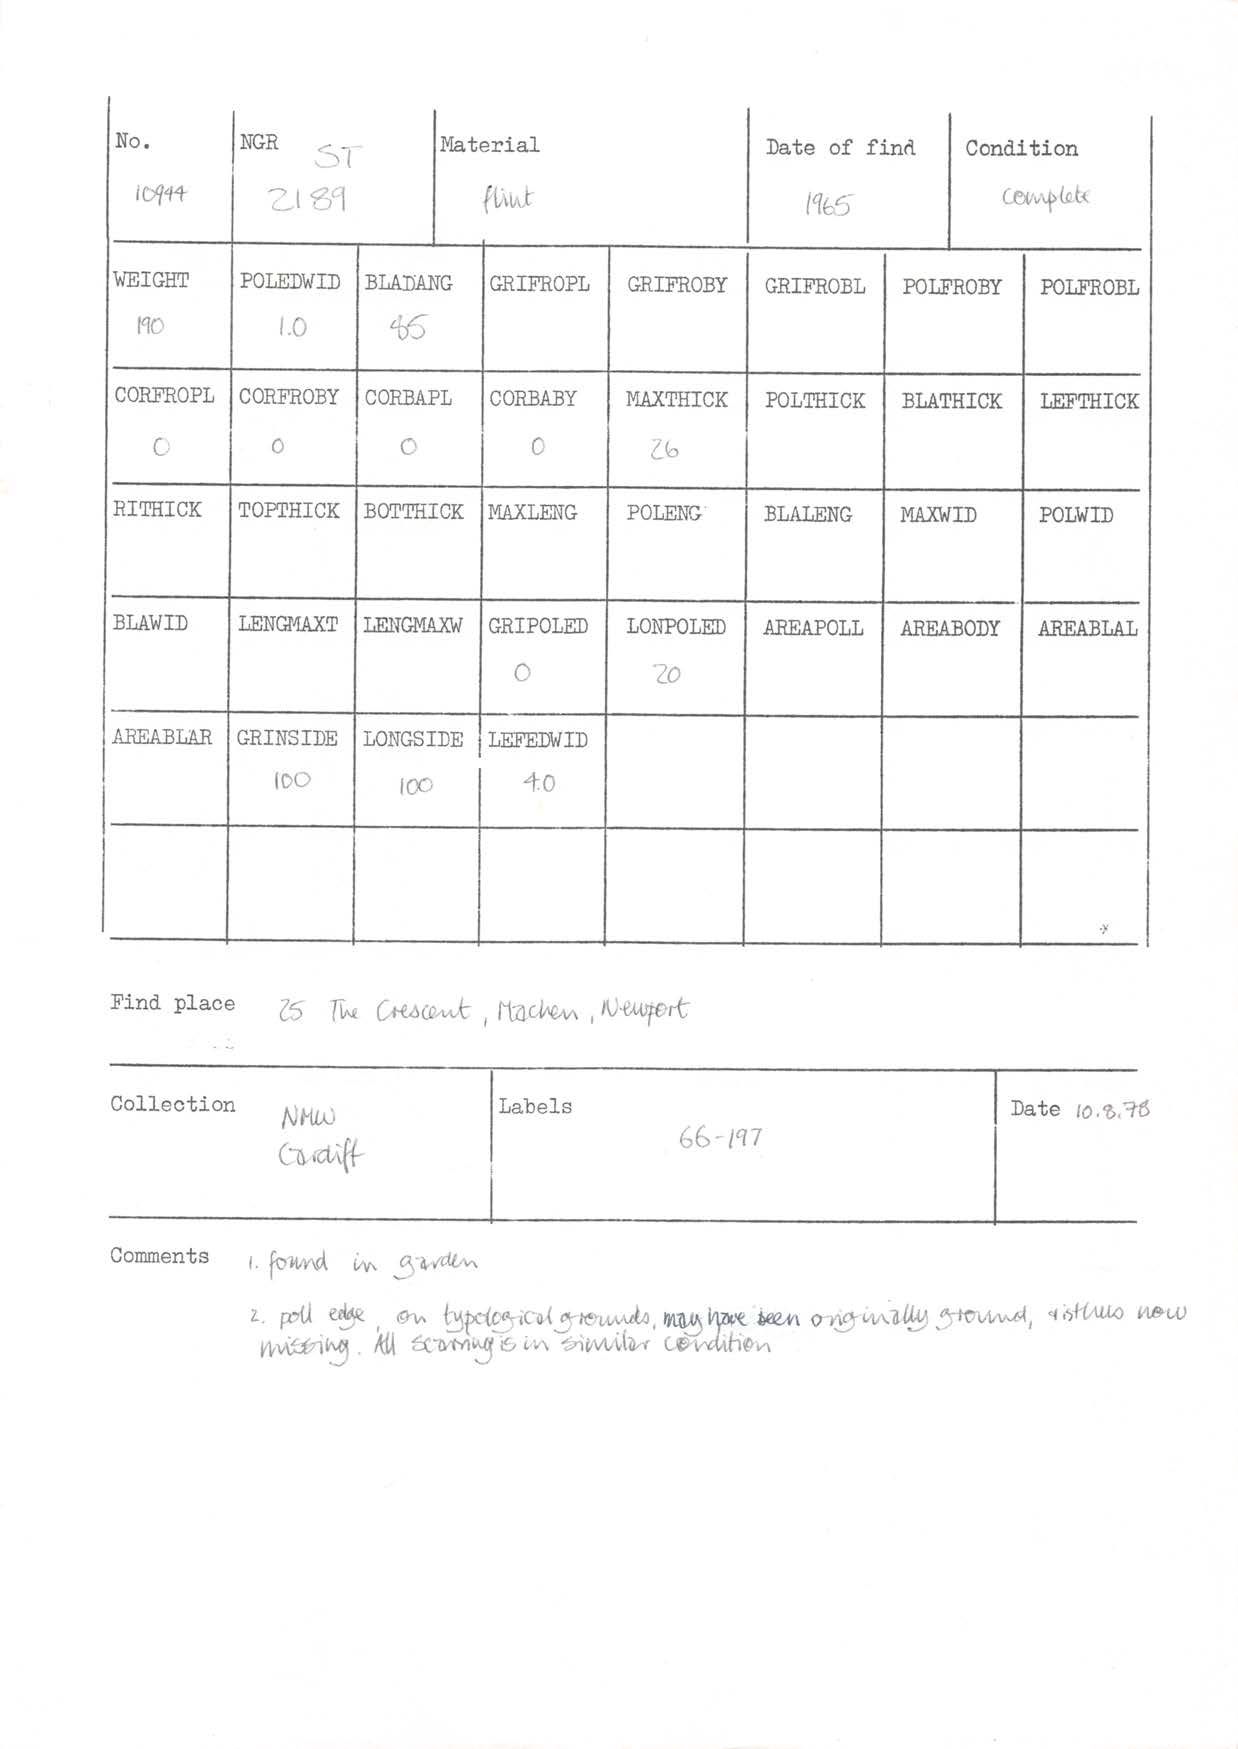 No. NGR ST Material Date of find Condition
10944 2189 flint 1965 complete
WEIGHT POLEDWID BLADANG GRIFROPL GRIFROBY GRIFROBL POLFROBY POLFROBL
190 1.0 85
CORFROPL CORFROBY CORBAPL CORBABY MAXTHICK POLTHICK BLATHICK LEFTHICK
0 0 0 0 26
RITHICK TOPTHICK BOTTHICK MAXLENG POLENG BLALENG MAXWID POLWID
BLAWID LENGMAXT LENGMAXW GRIPOLED LONPOLED AREAPOLL AREABODY AREABLAL
0 20
AREABLAR GRINSIDE LONGSIDE LEFEDWID
100 100 4.0
Find place 25 The Crescent, Machen, Newport
Collection NMW Labels Date 10.8.78
Cardiff 66-197
Comments 1. found in garden
2. poll edge, on typological grounds, may have been originally ground, & is thus now
missing. All scarring is in similar condition